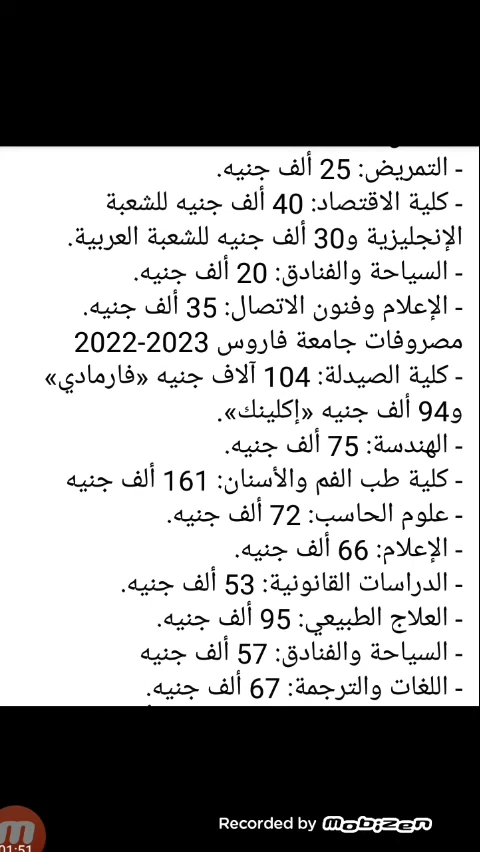 - التمريض: 25 ألف جنيه.
- كلية الاقتصاد: 40 ألف جنيه للشعبة
الإنجليزية و30 ألف جنيه للشعبة العربية.
- السياحة والفنادق: 20 ألف جنيه.
- الإعلام وفنون الاتصال: 35 ألف جنيه.
مصروفات جامعة فاروس 2023-2022
- كلية الصيدلة: 104 آلاف جنيه «فارمادي»
و94 ألف جنيه «إكلينك».
- الهندسة: 75 ألف جنيه.
- كلية طب الفم والأسنان: 161 ألف جنيه
- علوم الحاسب: 72 ألف جنيه.
- الإعلام: 66 ألف جنيه.
- الدراسات القانونية: 53 ألف جنيه.
- العلاج الطبيعي: 95 ألف جنيه.
- السياحة والفنادق: 57 ألف جنيه
- اللغات والترجمة: 67 ألف جنيه.
Recorded by mobizen
01:51